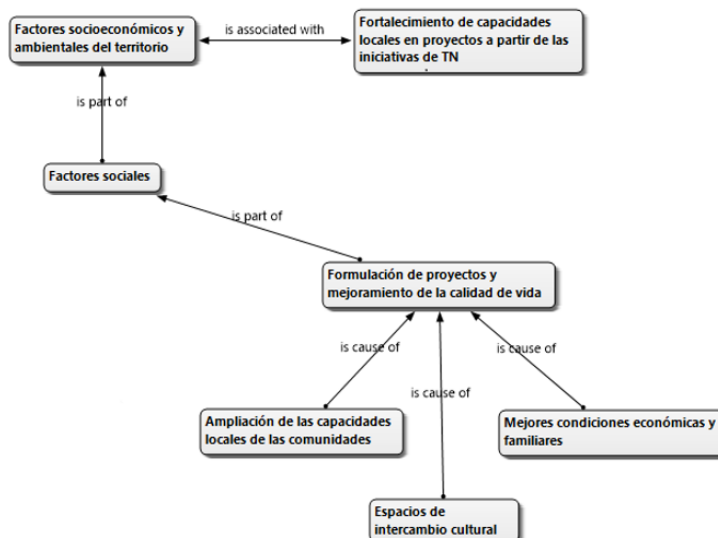 Factores socioeconómicos y
ambientales del territorio
is associated with
Fortalecimiento de capacidades
locales en proyectos a partir de las
iniciativas de TN
is part of
Factores sociales
is part of
Formulación de proyectos y
mejoramiento de la calidad de vida
is cause of
is cause of
is cause of
Ampliación de las capacidades
locales de las comunidades
Mejores condiciones económicas y
familiares
Espacios de
intercambio cultural